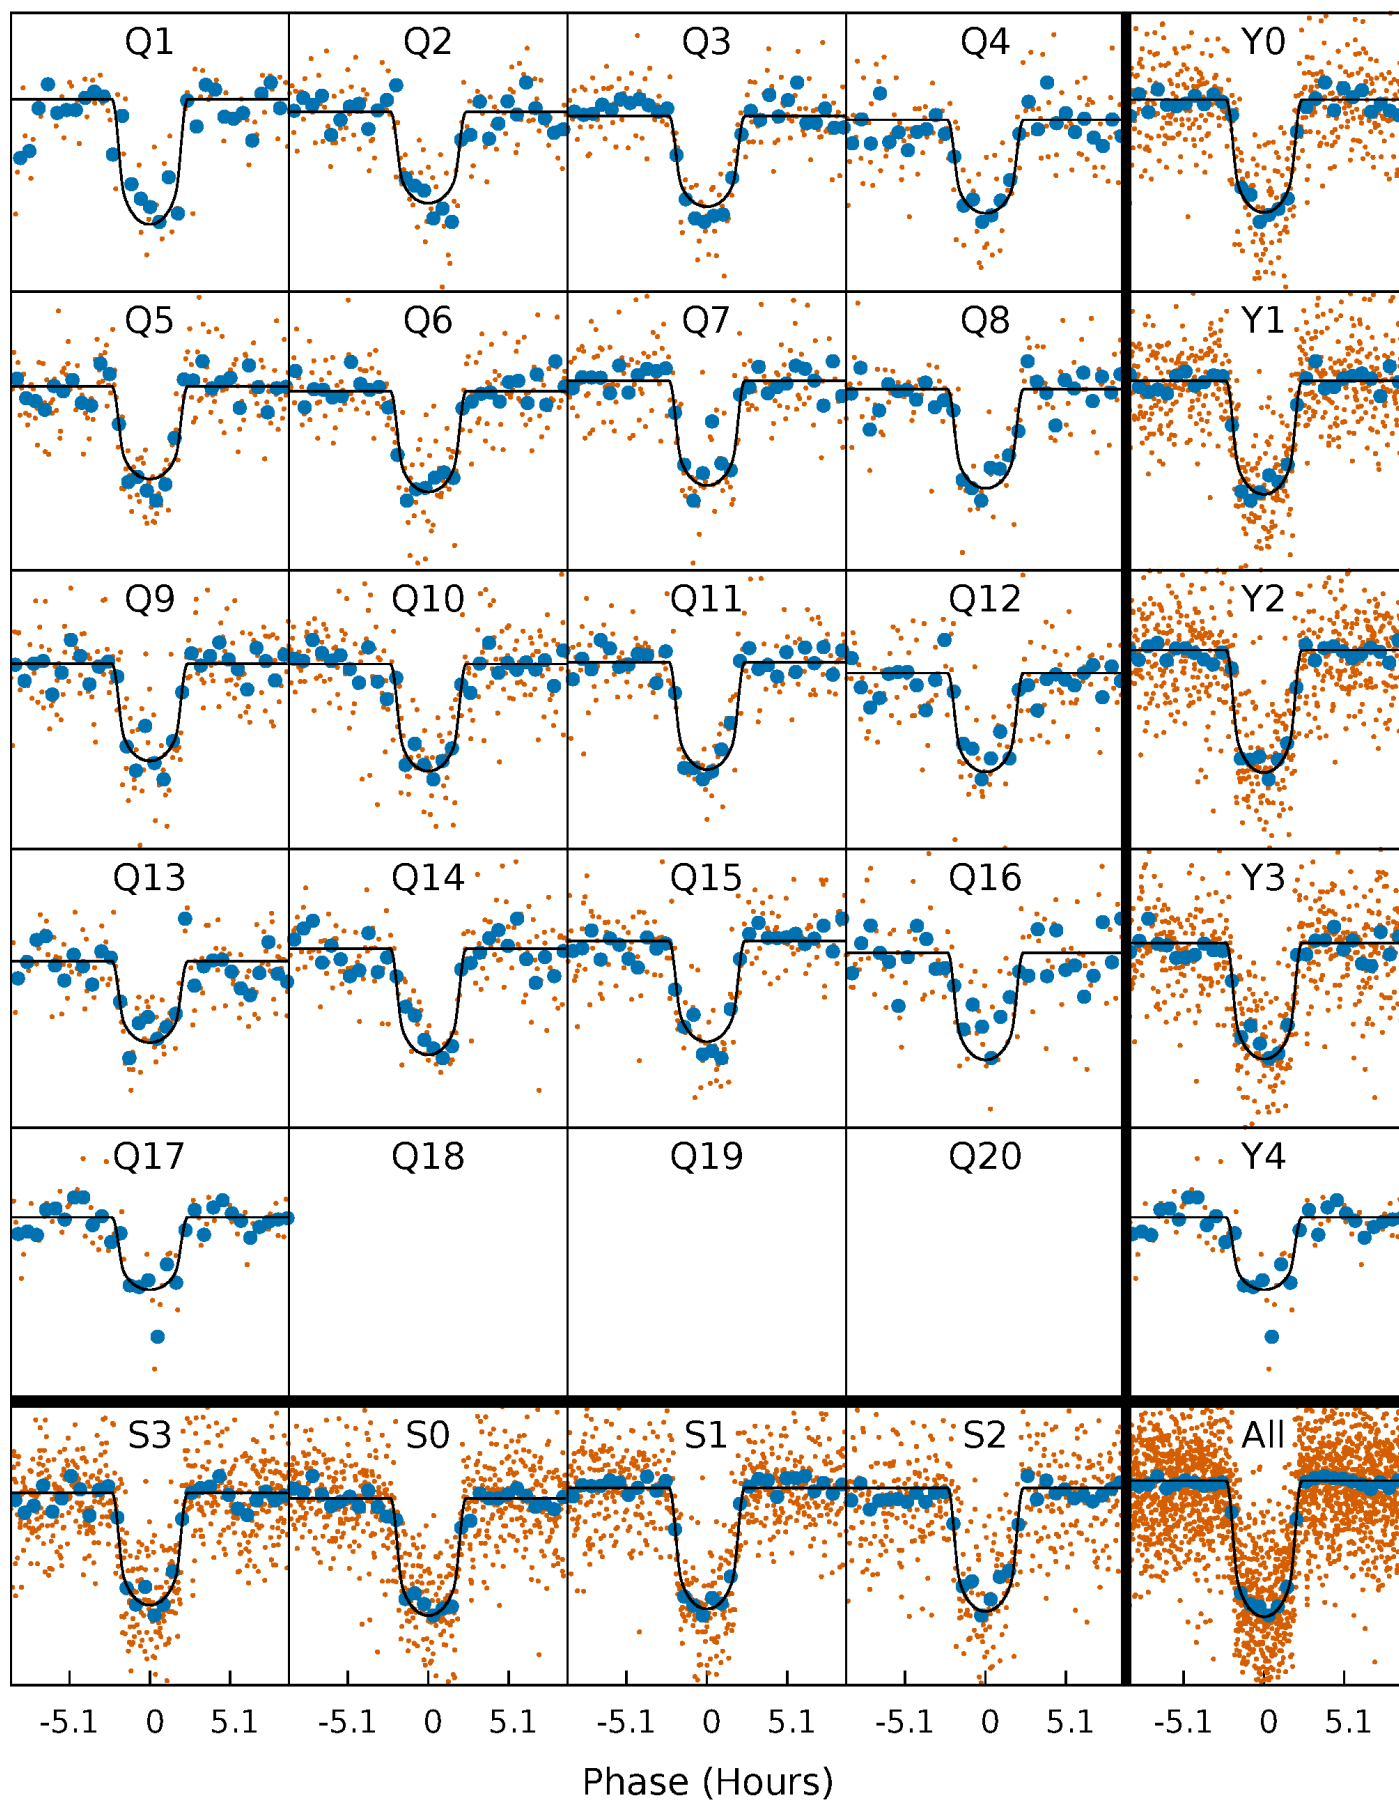 Q1 Q2 Q3 Q4 Y0
Q5 Q6 Q7 Q8 Y1
Q9 Q10 Q11 Q12 Y2
Q13 Q14 Q15 Q16 Y3
Q17 Q18 Q19 Q20 Y4
S3 S0 S1 S2 All
-5.1 0 5.1 -5.1 0 5.1 -5.1 0 5.1 -5.1 0 5.1 -5.1 0 5.1
Phase (Hours)